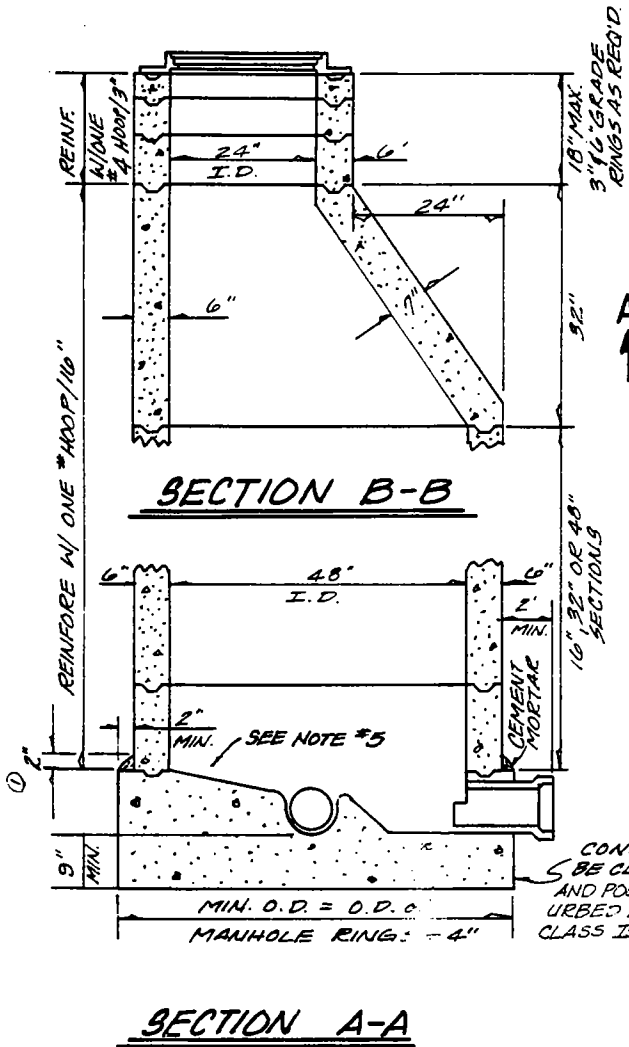 REINF.
W/ONE
#4 HOOP/3"
24"
I.D.
6'
18" MAX.
3" & 6" GRADE
RINGS AS REQ'D.
24"
6"
7"
32"
REINFORE W/ ONE # HOOP/16"
SECTION B-B
6"
48"
I.D.
6"
2'
MIN.
16", 32" OR 48"
SECTIONS
2"
MIN.
SEE NOTE #5
CEMENT
MORTAR
① 2"
9"
MIN.
MIN. O.D. = O.D. O
MANHOLE RINGS - 4"
CON
BE CL
AND PO
URBED
CLASS I
SECTION A-A